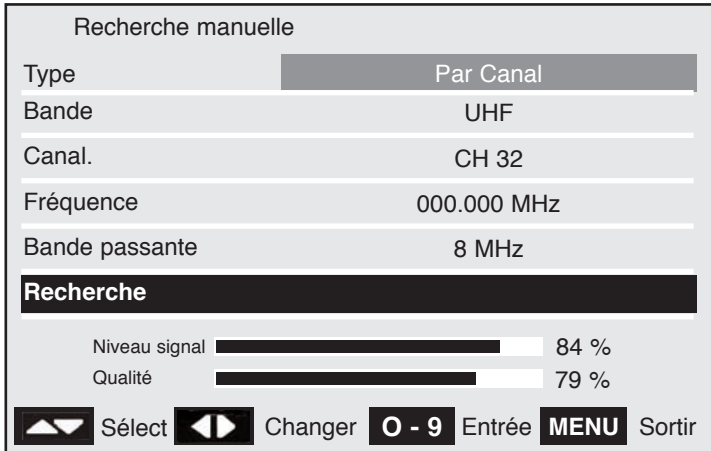 Recherche manuelle
Type Par Canal
Bande UHF
Canal. CH 32
Fréquence 000.000 MHz
Bande passante 8 MHz
Recherche
Niveau signal 84 %
Qualité 79 %
Sélect Changer O - 9 Entrée MENU Sortir